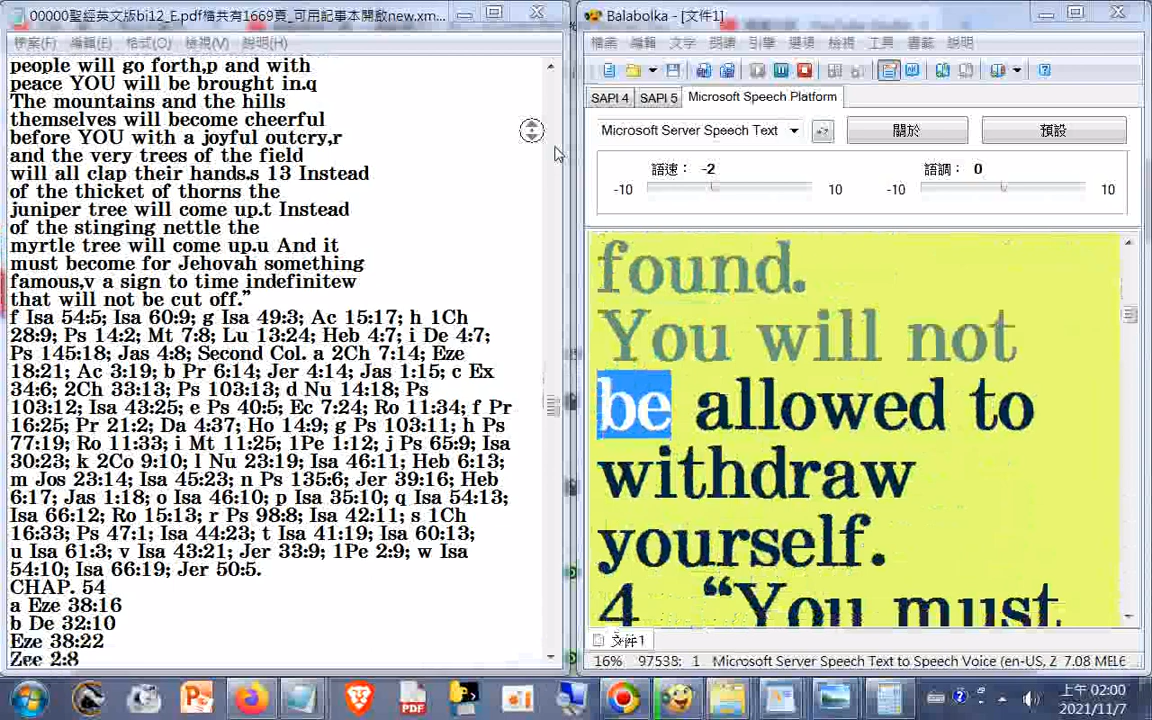 00000聖經英文版bi12_E.pdf檔共有1669頁_可用記事本開啟new.xm...
檔案(F) 編輯(E) 格式(O) 檢視(V) 說明(H)
people will go forth,p and with
peace YOU will be brought in.q
The mountains and the hills
themselves will become cheerful
before YOU with a joyful outcry,r
and the very trees of the field
will all clap their hands.s 13 Instead
of the thicket of thorns the
juniper tree will come up.t Instead
of the stinging nettle the
myrtle tree will come up.u And it
must become for Jehovah something
famous,v a sign to time indefinitew
that will not be cut off.”
f Isa 54:5; Isa 60:9; g Isa 49:3; Ac 15:17; h 1Ch
28:9; Ps 14:2; Mt 7:8; Lu 13:24; Heb 4:7; i De 4:7;
Ps 145:18; Jas 4:8; Second Col. a 2Ch 7:14; Eze
18:21; Ac 3:19; b Pr 6:14; Jer 4:14; Jas 1:15; c Ex
34:6; 2Ch 33:13; Ps 103:13; d Nu 14:18; Ps
103:12; Isa 43:25; e Ps 40:5; Ec 7:24; Ro 11:34; f Pr
16:25; Pr 21:2; Da 4:37; Ho 14:9; g Ps 103:11; h Ps
77:19; Ro 11:33; i Mt 11:25; 1Pe 1:12; j Ps 65:9; Isa
30:23; k 2Co 9:10; l Nu 23:19; Isa 46:11; Heb 6:13;
m Jos 23:14; Isa 45:23; n Ps 135:6; Jer 39:16; Heb
6:17; Jas 1:18; o Isa 46:10; p Isa 35:10; q Isa 54:13;
Isa 66:12; Ro 15:13; r Ps 98:8; Isa 42:11; s 1Ch
16:33; Ps 47:1; Isa 44:23; t Isa 41:19; Isa 60:13;
u Isa 61:3; v Isa 43:21; Jer 33:9; 1Pe 2:9; w Isa
54:10; Isa 66:19; Jer 50:5.
CHAP. 54
a Eze 38:16
b De 32:10
Eze 38:22
Zec 2:8
Balabolka - [文件1]
檔案 編輯 文字 朗讀 引擎 選項 檢視 工具 書籤 說明
SAPI 4 SAPI 5 Microsoft Speech Platform
Microsoft Server Speech Text 關於 預設
語速： -2 語調： 0
-10 10 -10 10
found.
You will not
be allowed to
withdraw
yourself.
4 “You must
文件1
16% 97538: 1 Microsoft Server Speech Text to Speech Voice (en-US, Z 7.08 МЕ
上午 02:00
2021/11/7